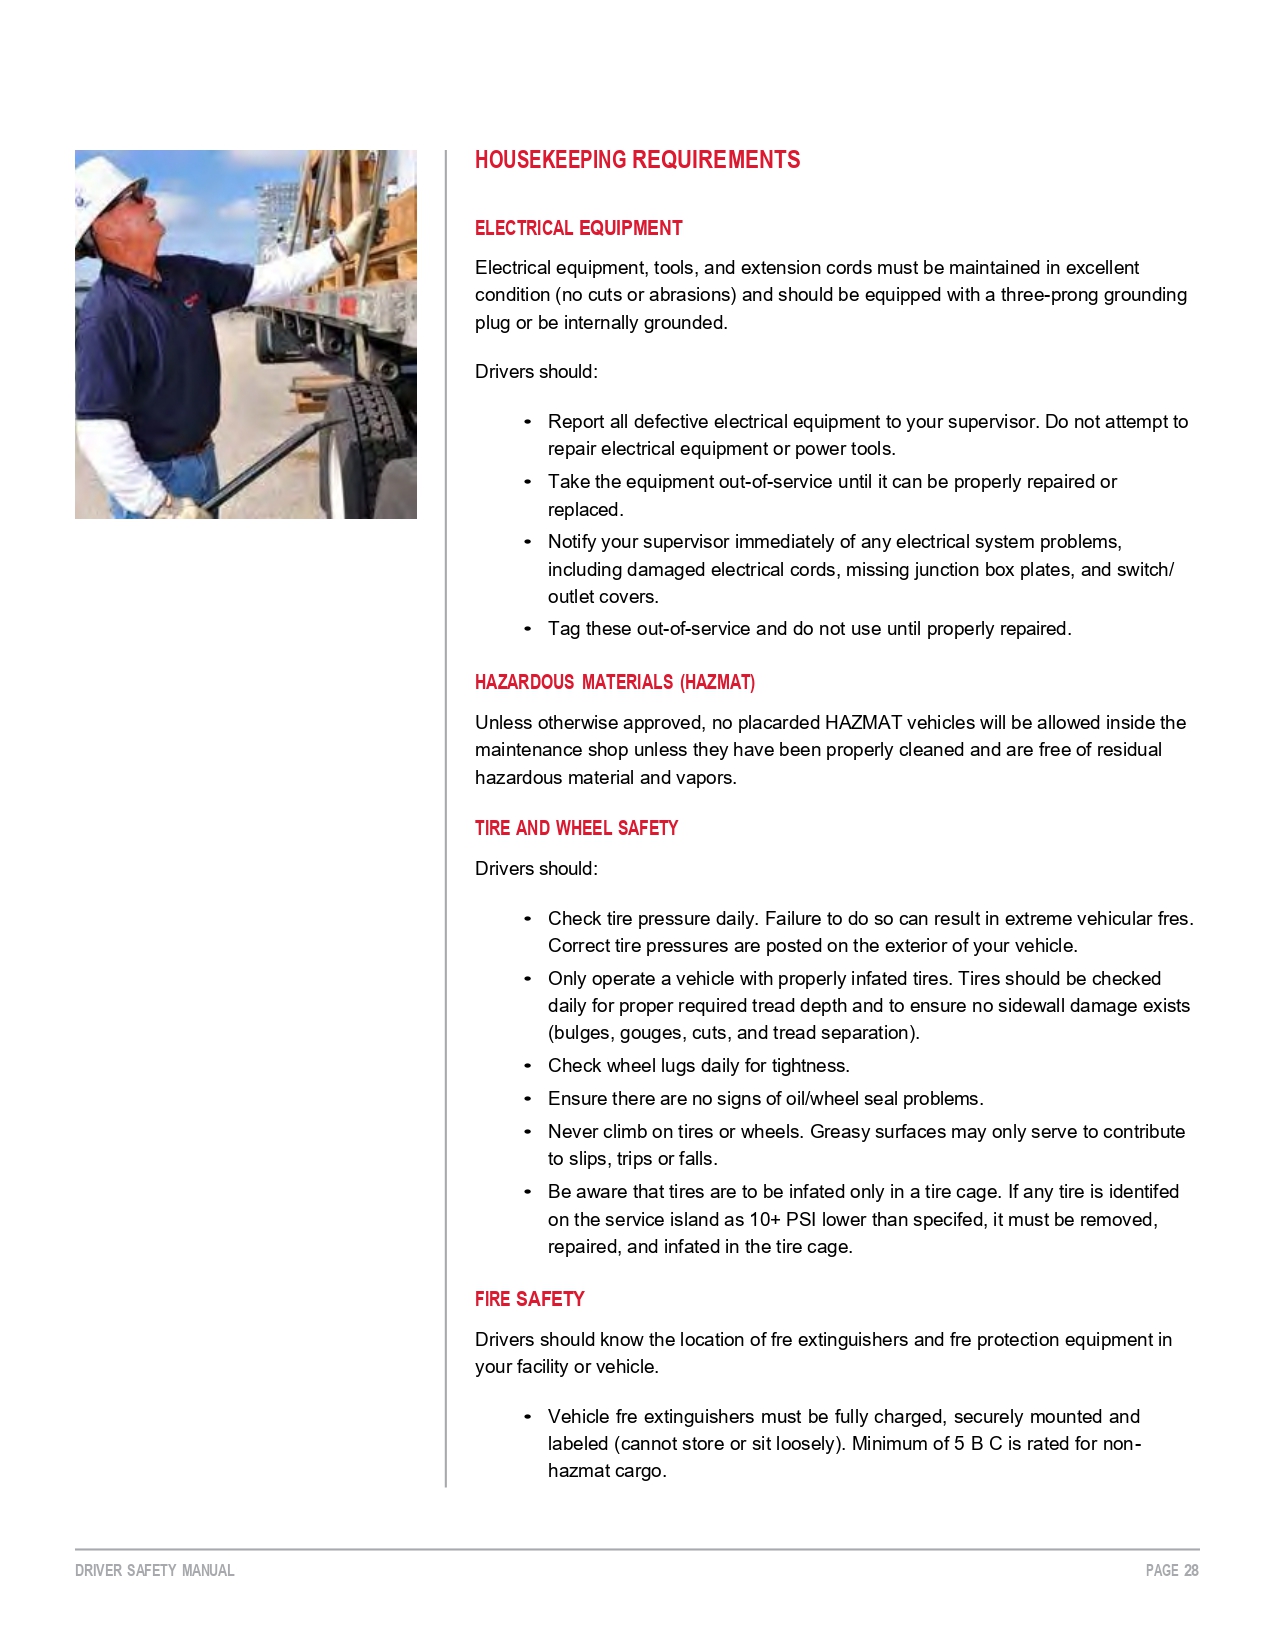 HOUSEKEEPING REQUIREMENTS
ELECTRICAL EQUIPMENT
Electrical equipment, tools, and extension cords must be maintained in excellent
condition (no cuts or abrasions) and should be equipped with a three-prong grounding
plug or be internally grounded.
Drivers should:
• Report all defective electrical equipment to your supervisor. Do not attempt to
repair electrical equipment or power tools.
• Take the equipment out-of-service until it can be properly repaired or
replaced.
• Notify your supervisor immediately of any electrical system problems,
including damaged electrical cords, missing junction box plates, and switch/
outlet covers.
• Tag these out-of-service and do not use until properly repaired.
HAZARDOUS MATERIALS (HAZMAT)
Unless otherwise approved, no placarded HAZMAT vehicles will be allowed inside the
maintenance shop unless they have been properly cleaned and are free of residual
hazardous material and vapors.
TIRE AND WHEEL SAFETY
Drivers should:
• Check tire pressure daily. Failure to do so can result in extreme vehicular fres.
Correct tire pressures are posted on the exterior of your vehicle.
• Only operate a vehicle with properly infated tires. Tires should be checked
daily for proper required tread depth and to ensure no sidewall damage exists
(bulges, gouges, cuts, and tread separation).
• Check wheel lugs daily for tightness.
• Ensure there are no signs of oil/wheel seal problems.
• Never climb on tires or wheels. Greasy surfaces may only serve to contribute
to slips, trips or falls.
• Be aware that tires are to be infated only in a tire cage. If any tire is identifed
on the service island as 10+ PSI lower than specifed, it must be removed,
repaired, and infated in the tire cage.
FIRE SAFETY
Drivers should know the location of fre extinguishers and fre protection equipment in
your facility or vehicle.
• Vehicle fre extinguishers must be fully charged, securely mounted and
labeled (cannot store or sit loosely). Minimum of 5 B C is rated for non-
hazmat cargo.
DRIVER SAFETY MANUAL
PAGE 28